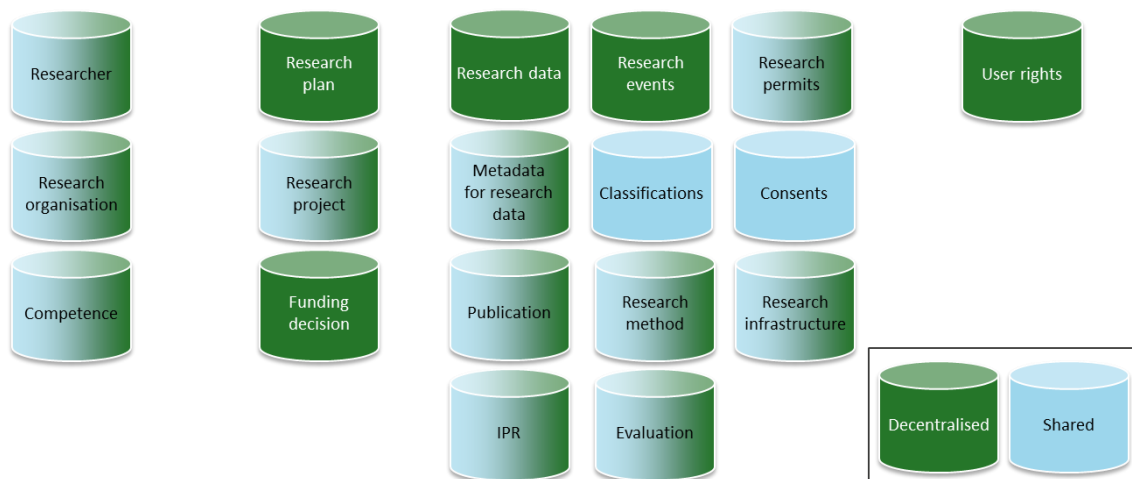 Researcher
Research
plan
Research data
Research
events
Research
permits
User rights
Research
organisation
Research
project
Metadada
for research
data
Classifications
Consents
Competence
Funding
decision
Publication
Research
method
Research
infrastructure
IPR
Evaluation
Decentralised
Shared